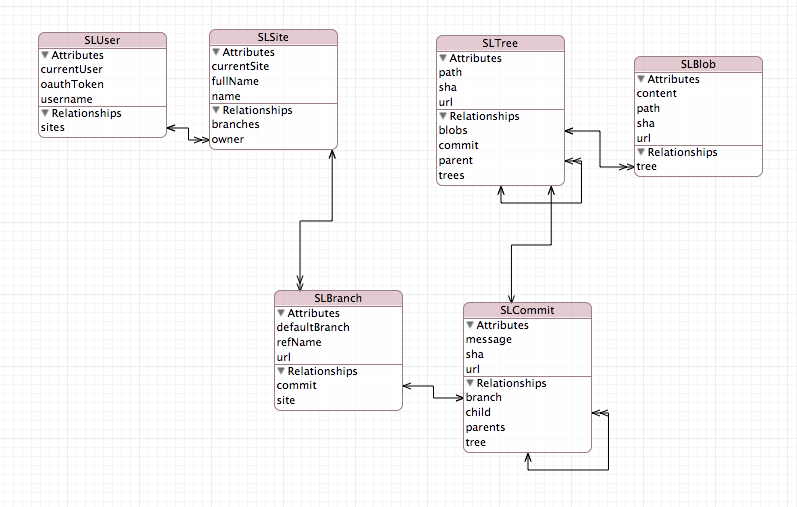 SLUser
Attributes
currentUser
oauthToken
username
Relationships
sites
SLSite
Attributes
currentSite
fullName
name
Relationships
branches
owner
SLTree
Attributes
path
sha
url
Relationships
blobs
commit
parent
trees
SLBlob
Attributes
content
path
sha
url
Relationships
tree
SLBranch
Attributes
defaultBranch
refName
url
Relationships
commit
site
SLCommit
Attributes
message
sha
url
Relationships
branch
child
parents
tree